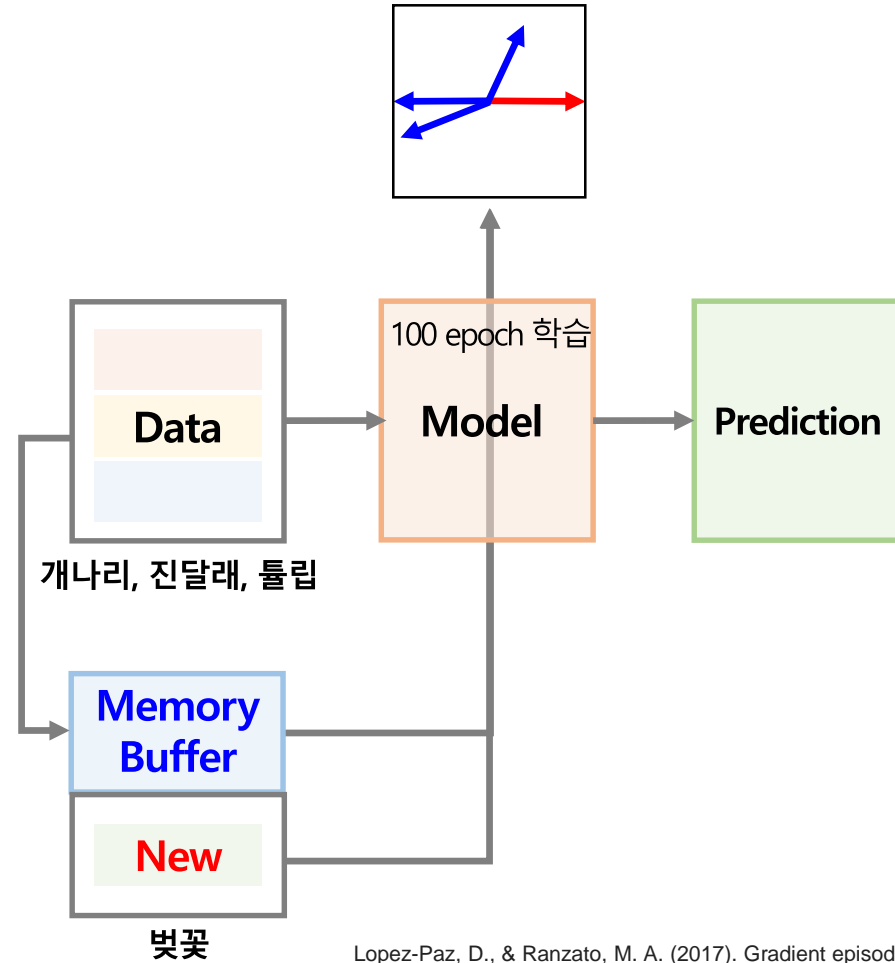 100 epoch 학습
Data
Model
Prediction
개나리, 진달래, 튤립
Memory
Buffer
New
벚꽃
Lopez-Paz, D., & Ranzato, M. A. (2017). Gradient episod